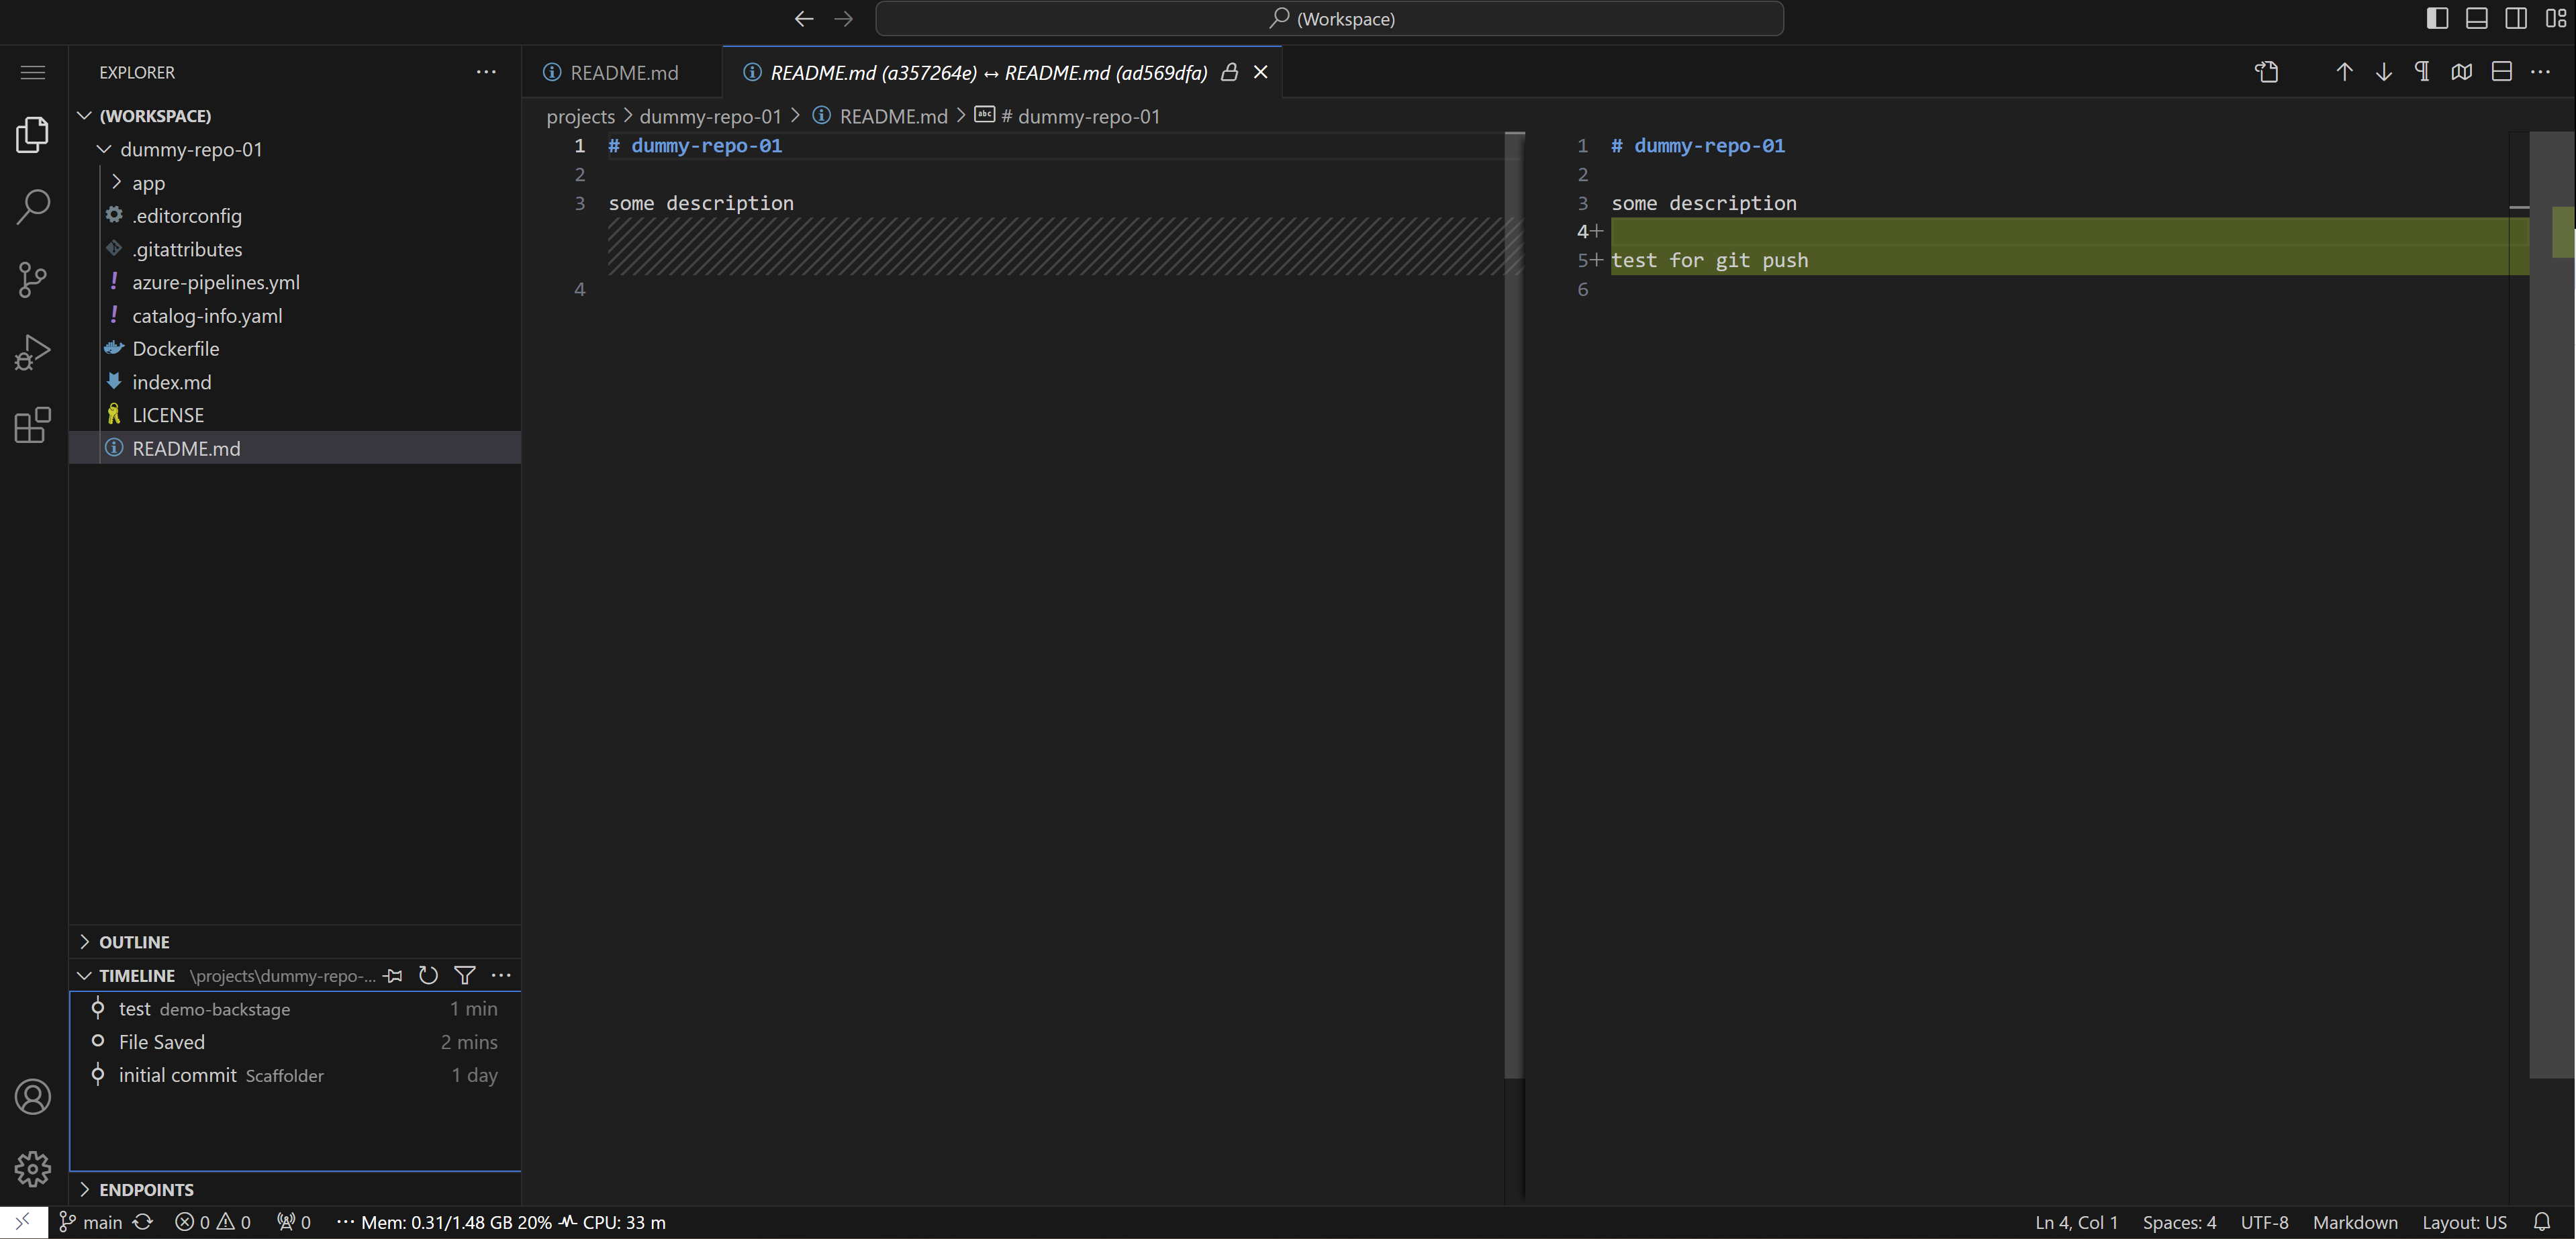 (Workspace)
EXPLORER
README.md
README.md (a357264e) ↔ README.md (ad569dfa)
(WORKSPACE)
dummy-repo-01
app
.editorconfig
.gitattributes
! azure-pipelines.yml
! catalog-info.yaml
Dockerfile
index.md
LICENSE
README.md
OUTLINE
TIMELINE \projects\dummy-repo-...
test demo-backstage 1 min
File Saved 2 mins
initial commit Scaffolder 1 day
ENDPOINTS
projects > dummy-repo-01 > README.md > abc # dummy-repo-01
1 # dummy-repo-01
2
3 some description
4
1 # dummy-repo-01
2
3 some description
4+
5+ test for git push
6
main 0 0 0 ··· Mem: 0.31/1.48 GB 20% CPU: 33 m
Ln 4, Col 1 Spaces: 4 UTF-8 Markdown Layout: US